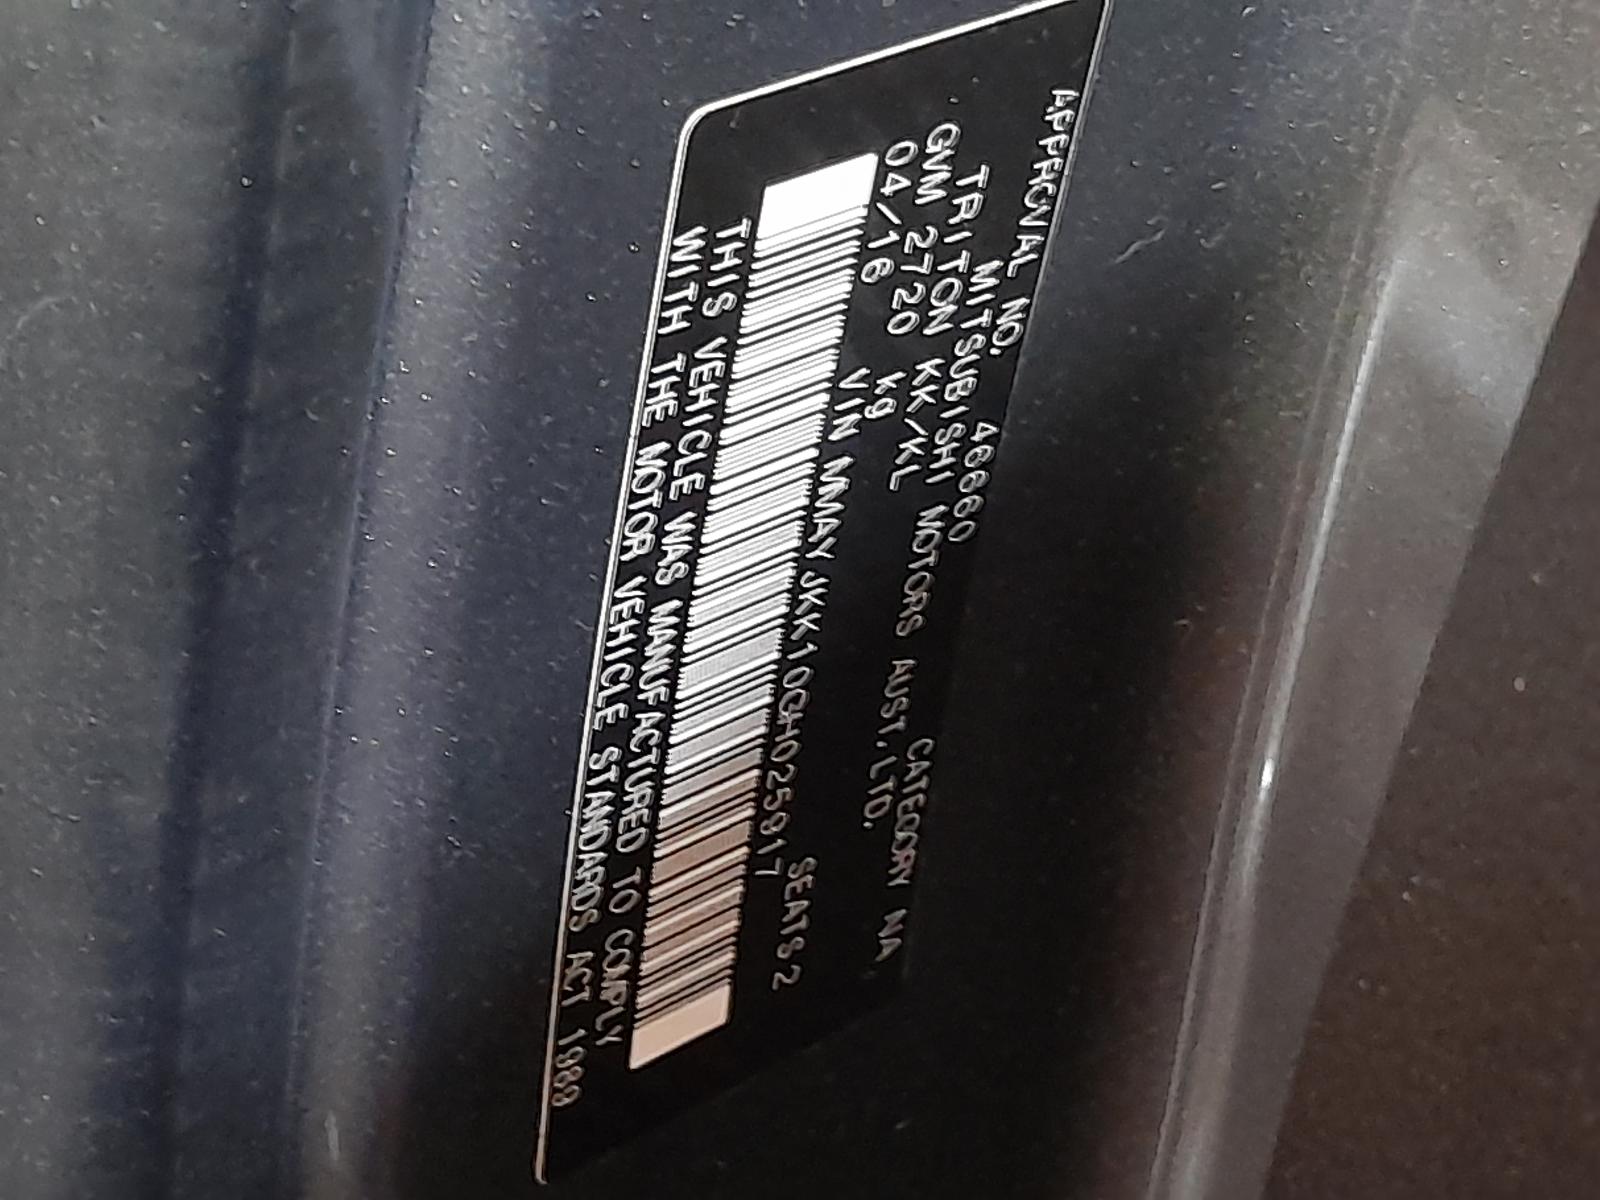 APPROVAL NO. 46660 CATEGORY NA
MITSUBISHI MOTORS AUST.LTD.
TRITON KK/KL
GVM 2720 kg SEATS 2
04/16 VIN MMAYJKK10GH025917
THIS VEHICLE WAS MANUFACTURED TO COMPLY
WITH THE MOTOR VEHICLE STANDARDS ACT 1989